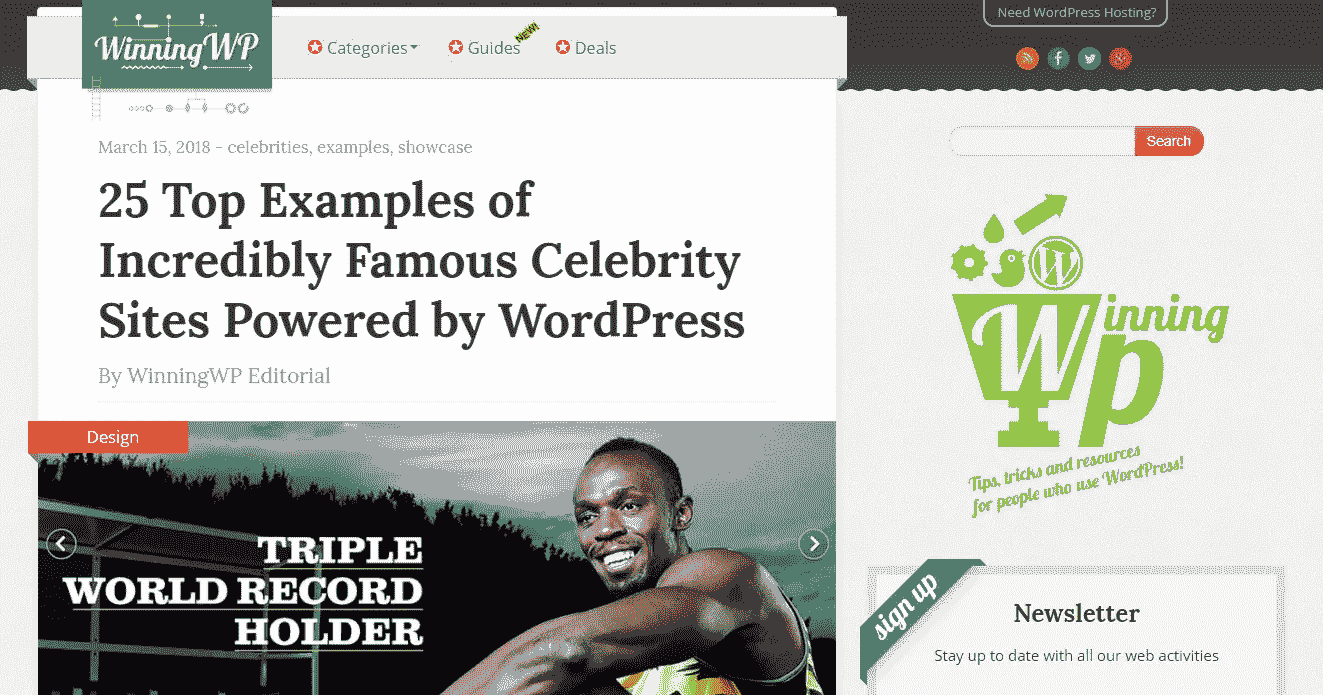 Need WordPress Hosting?
WinningWP
Categories
Guides
NEW!
Deals
March 15, 2018 - celebrities, examples, showcase
Search
25 Top Examples of
Incredibly Famous Celebrity
Sites Powered by WordPress
By WinningWP Editorial
W
Winning
Wp
Tips, tricks and resources
for people who use WordPress!
Design
TRIPLE
WORLD RECORD
HOLDER
sign up
Newsletter
Stay up to date with all our web activities